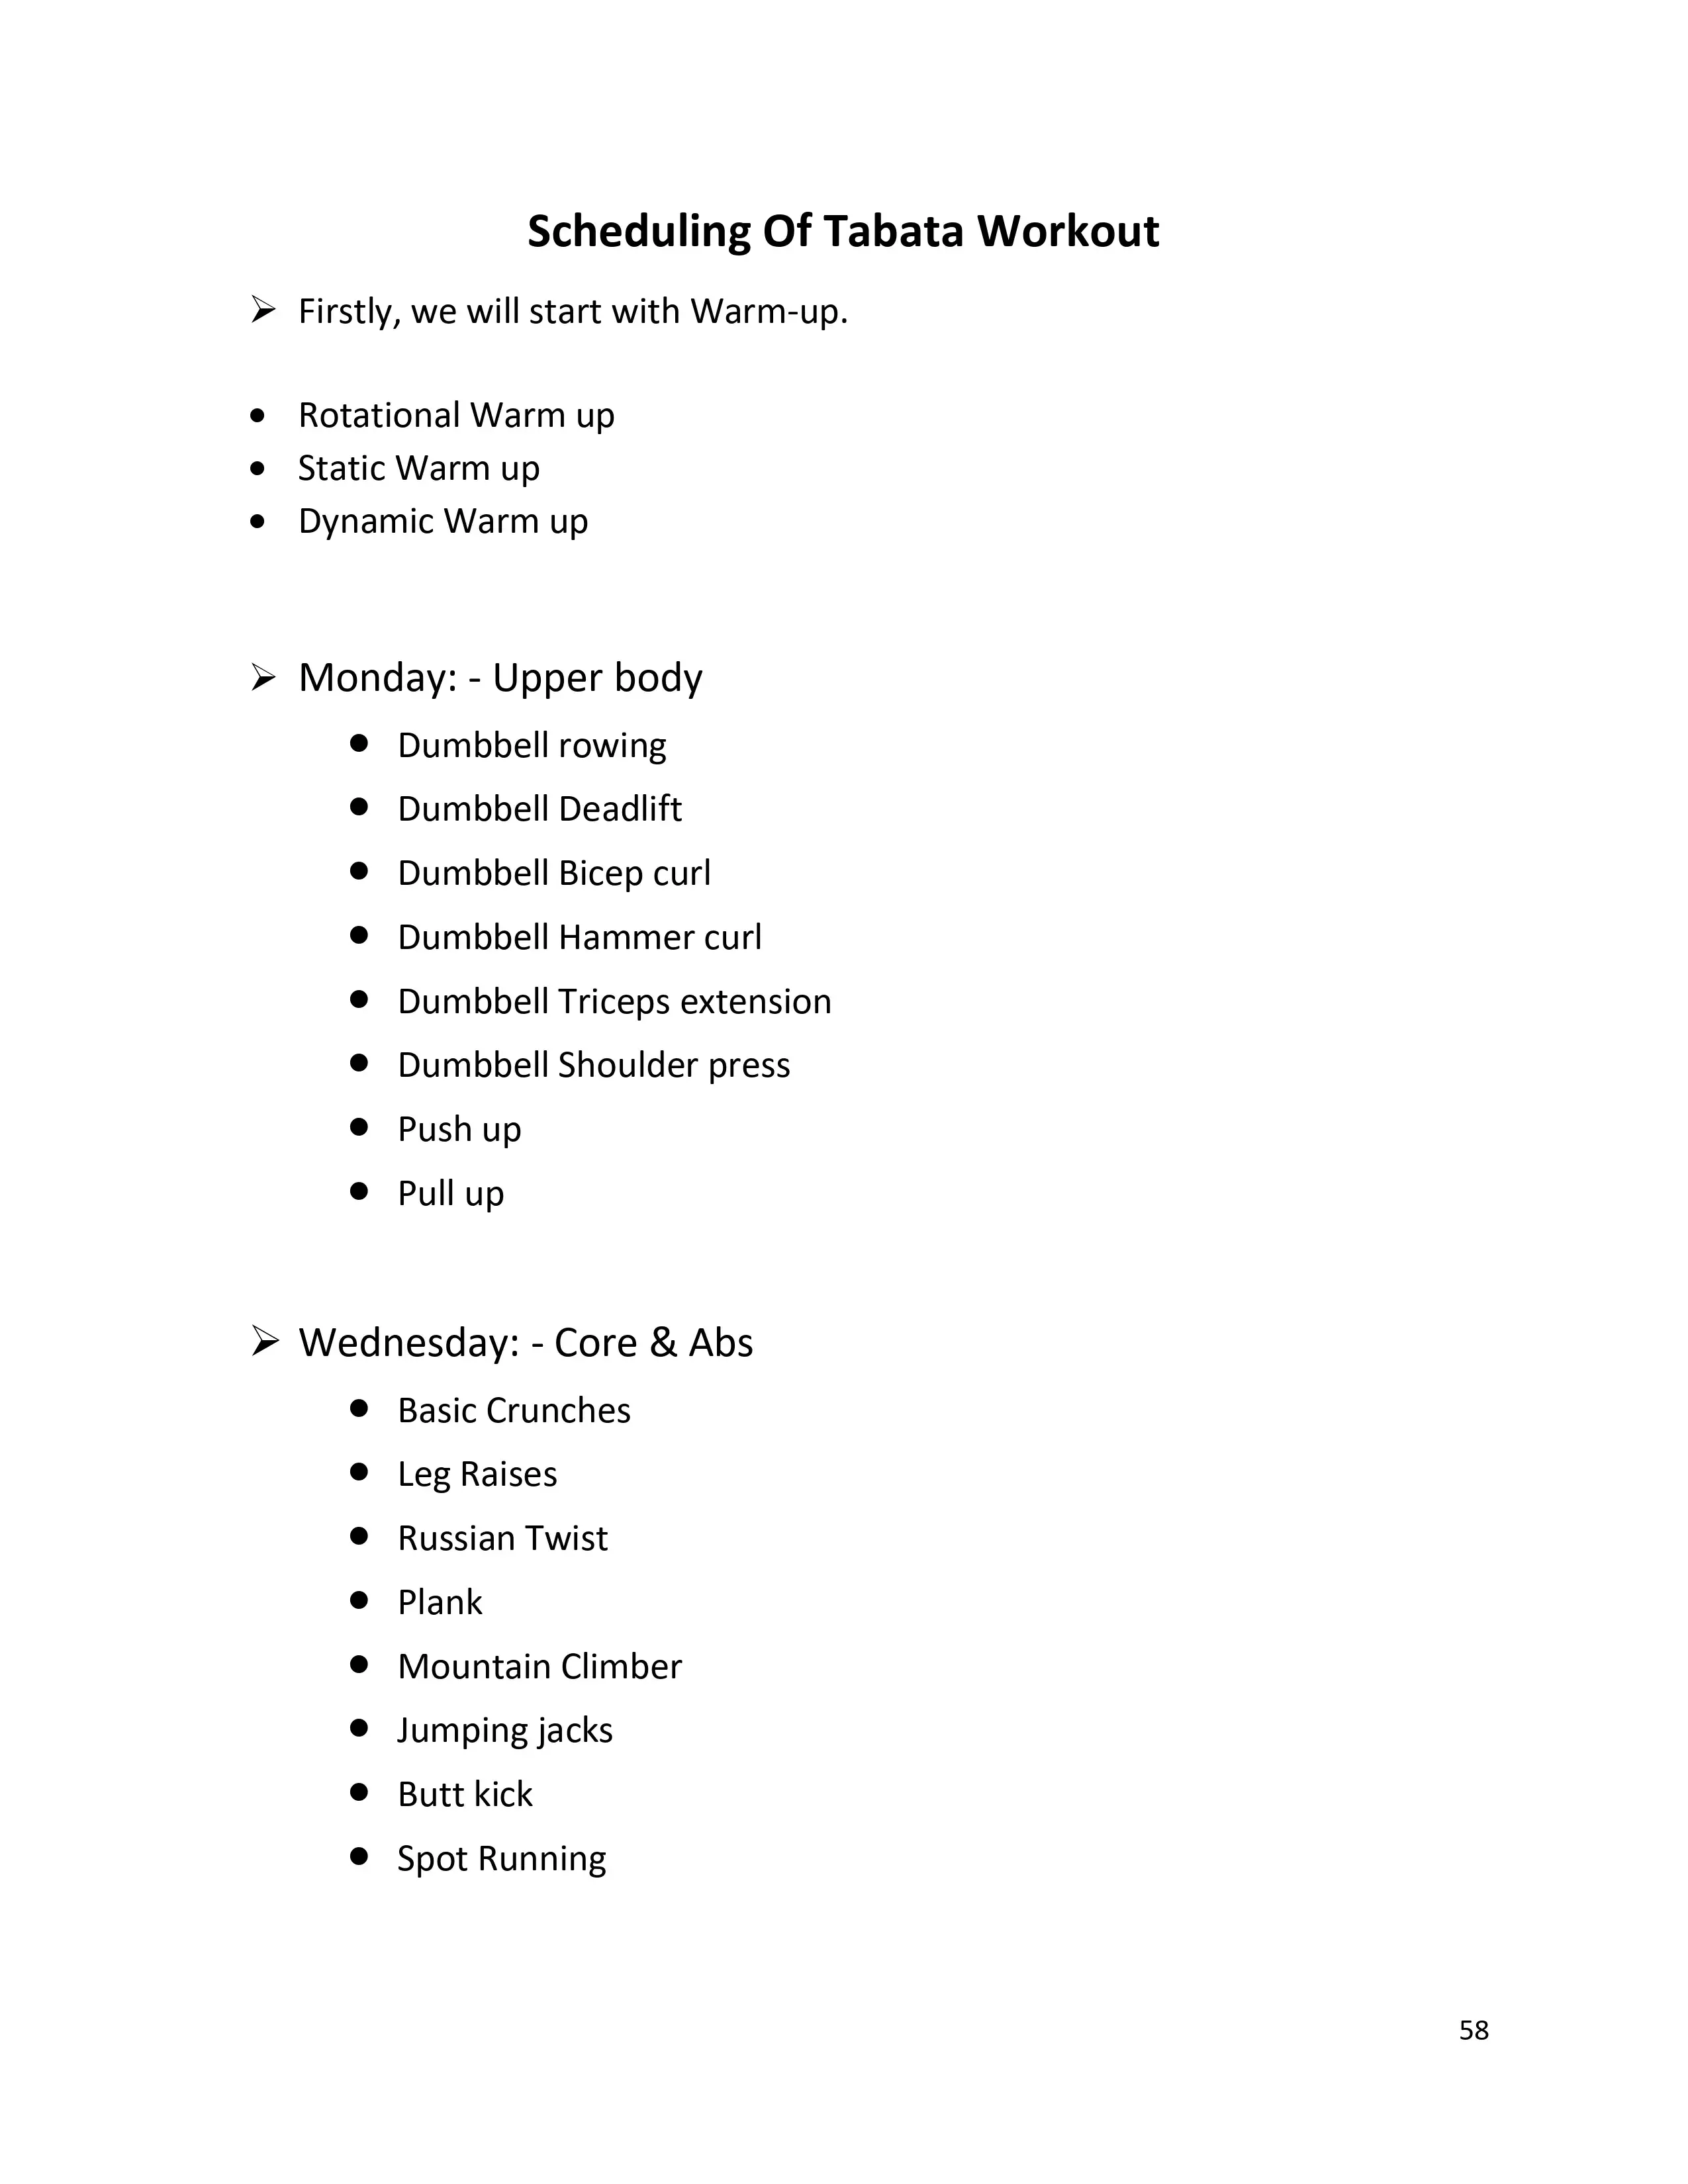 Scheduling Of Tabata Workout
➢ Firstly, we will start with Warm-up.
• Rotational Warm up
• Static Warm up
• Dynamic Warm up
➢ Monday: - Upper body
• Dumbbell rowing
• Dumbbell Deadlift
• Dumbbell Bicep curl
• Dumbbell Hammer curl
• Dumbbell Triceps extension
• Dumbbell Shoulder press
• Push up
• Pull up
➢ Wednesday: - Core & Abs
• Basic Crunches
• Leg Raises
• Russian Twist
• Plank
• Mountain Climber
• Jumping jacks
• Butt kick
• Spot Running
58